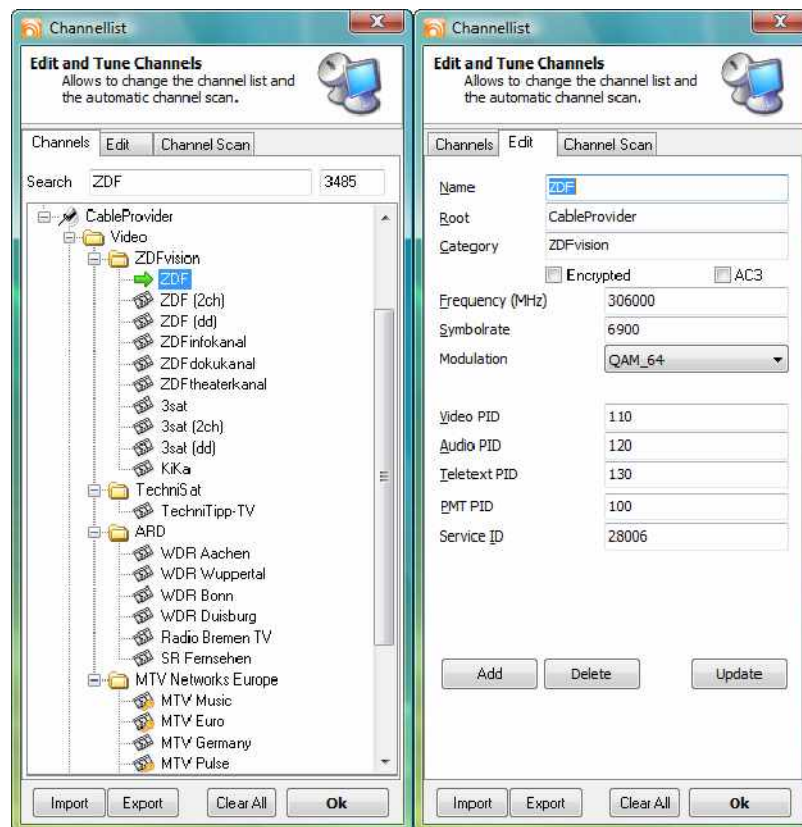 Channellist
Edit and Tune Channels
Allows to change the channel list and
the automatic channel scan.
Channels Edit Channel Scan
Search ZDF 3485
CableProvider
Video
ZDFvision
ZDF
ZDF (2ch)
ZDF (dd)
ZDFinfokanal
ZDFdokukanal
ZDFtheaterkanal
3sat
3sat (2ch)
3sat (dd)
KiKa
TechniSat
TechniTipp-TV
ARD
WDR Aachen
WDR Wuppertal
WDR Bonn
WDR Duisburg
Radio Bremen TV
SR Fernsehen
MTV Networks Europe
MTV Music
MTV Euro
MTV Germany
MTV Pulse
Import Export Clear All Ok
Channellist
Edit and Tune Channels
Allows to change the channel list and
the automatic channel scan.
Channels Edit Channel Scan
Name ZDF
Root CableProvider
Category ZDFvision
Encrypted AC3
Frequency (MHz) 306000
Symbolrate 6900
Modulation QAM_64
Video PID 110
Audio PID 120
Teletext PID 130
PMT PID 100
Service ID 28006
Add Delete Update
Import Export Clear All Ok